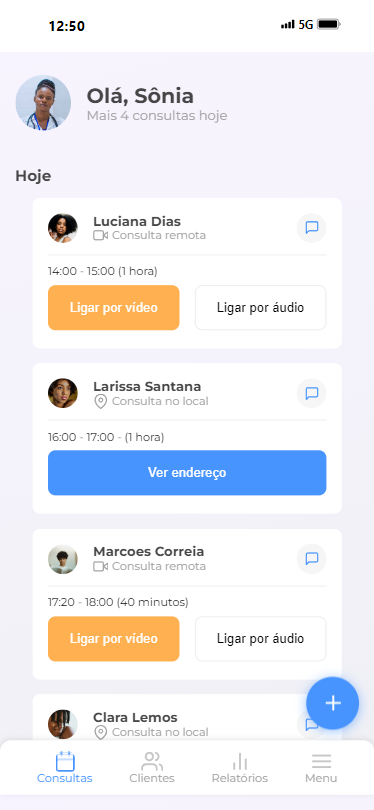 12:50
5G
Olá, Sônia
Mais 4 consultas hoje
Hoje
Luciana Dias
Consulta remota
14:00 - 15:00 (1 hora)
Ligar por vídeo
Ligar por áudio
Larissa Santana
Consulta no local
16:00 - 17:00 - (1 hora)
Ver endereço
Marcoes Correia
Consulta remota
17:20 - 18:00 (40 minutos)
Ligar por vídeo
Ligar por áudio
Clara Lemos
Consulta no local
Consultas
Clientes
Relatórios
Menu